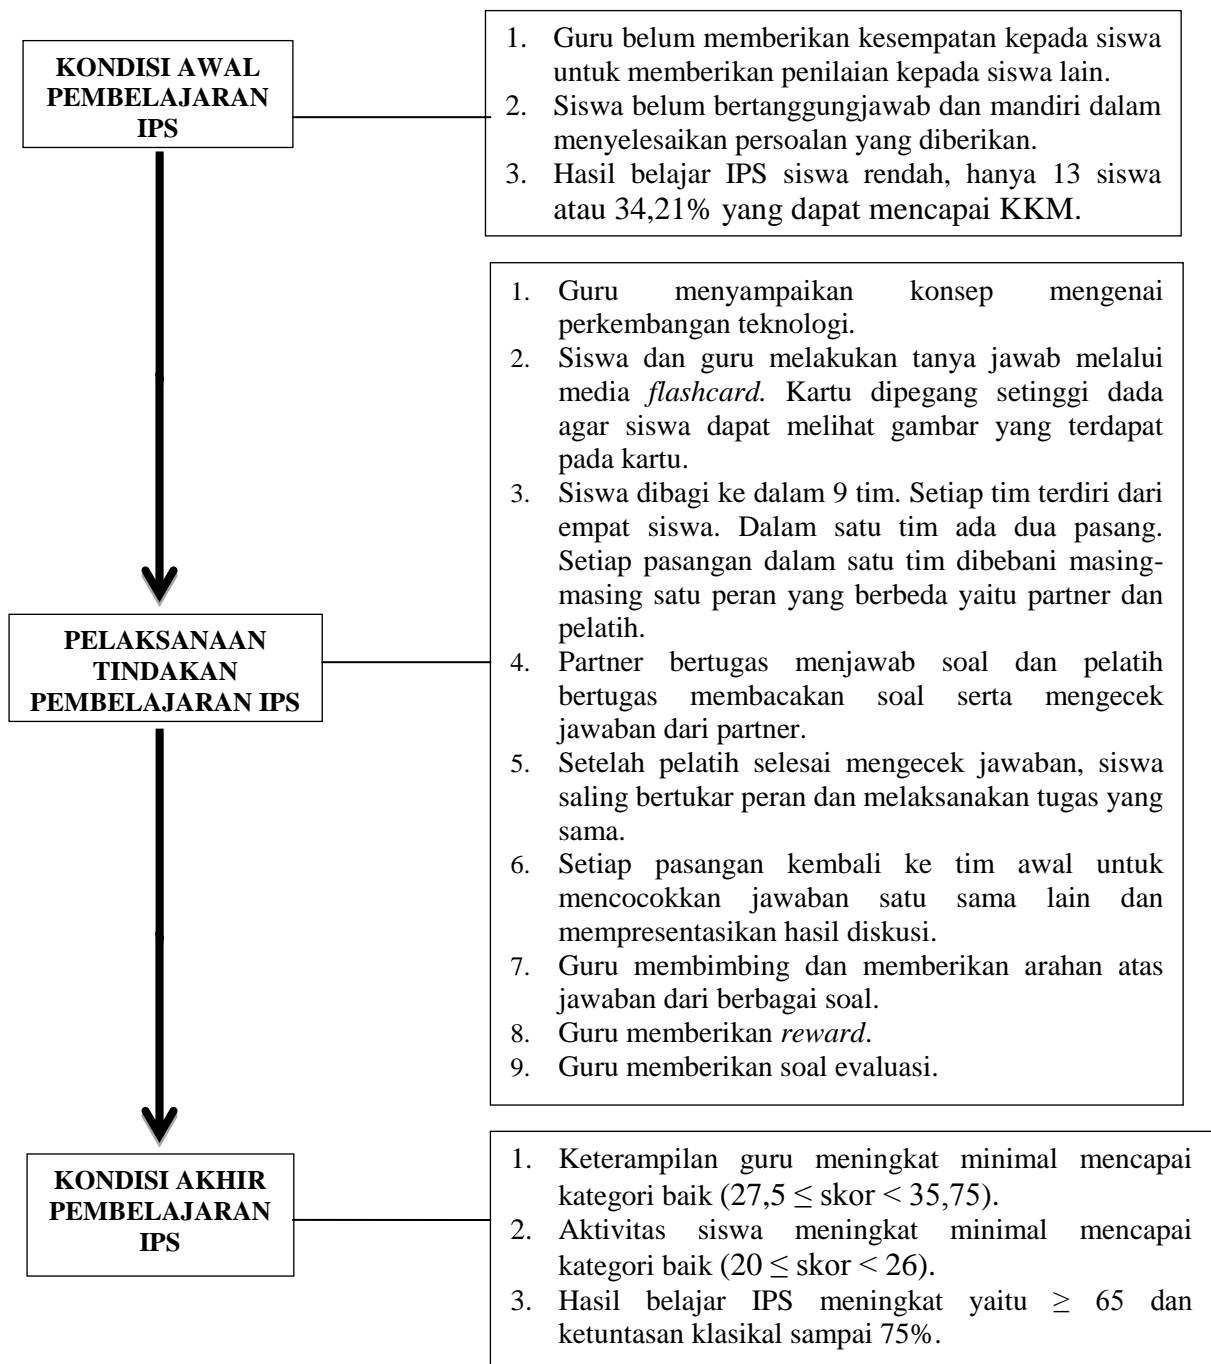 KONDISI AWAL
PEMBELAJARAN
IPS
1. Guru belum memberikan kesempatan kepada siswa
untuk memberikan penilaian kepada siswa lain.
2. Siswa belum bertanggungjawab dan mandiri dalam
menyelesaikan persoalan yang diberikan.
3. Hasil belajar IPS siswa rendah, hanya 13 siswa
atau 34,21% yang dapat mencapai KKM.
PELAKSANAAN
TINDAKAN
PEMBELAJARAN IPS
1. Guru menyampaikan konsep mengenai
perkembangan teknologi.
2. Siswa dan guru melakukan tanya jawab melalui
media flashcard. Kartu dipegang setinggi dada
agar siswa dapat melihat gambar yang terdapat
pada kartu.
3. Siswa dibagi ke dalam 9 tim. Setiap tim terdiri dari
empat siswa. Dalam satu tim ada dua pasang.
Setiap pasangan dalam satu tim dibebani masing-
masing satu peran yang berbeda yaitu partner dan
pelatih.
4. Partner bertugas menjawab soal dan pelatih
bertugas membacakan soal serta mengecek
jawaban dari partner.
5. Setelah pelatih selesai mengecek jawaban, siswa
saling bertukar peran dan melaksanakan tugas yang
sama.
6. Setiap pasangan kembali ke tim awal untuk
mencocokkan jawaban satu sama lain dan
mempresentasikan hasil diskusi.
7. Guru membimbing dan memberikan arahan atas
jawaban dari berbagai soal.
8. Guru memberikan reward.
9. Guru memberikan soal evaluasi.
KONDISI AKHIR
PEMBELAJARAN
IPS
1. Keterampilan guru meningkat minimal mencapai
kategori baik (27,5 ≤ skor < 35,75).
2. Aktivitas siswa meningkat minimal mencapai
kategori baik (20 ≤ skor < 26).
3. Hasil belajar IPS meningkat yaitu ≥ 65 dan
ketuntasan klasikal sampai 75%.